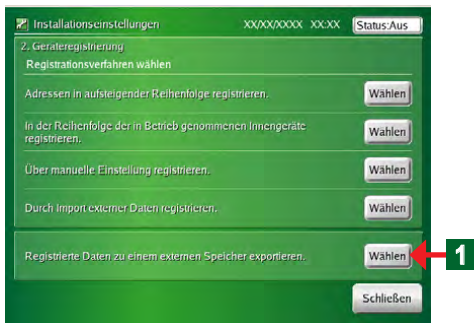 Installationseinstellungen XX/XX/XXXX XX:XX Status:Aus
2. Geräteregistrierung
Registrationsverfahren wählen
Adressen in aufsteigender Reihenfolge registrieren. Wählen
In der Reihenfolge der in Betrieb genommenen Innengeräte
registrieren. Wählen
Über manuelle Einstellung registrieren. Wählen
Durch Import externer Daten registrieren. Wählen
Registrierte Daten zu einem externen Speicher exportieren. Wählen
1
Schließen